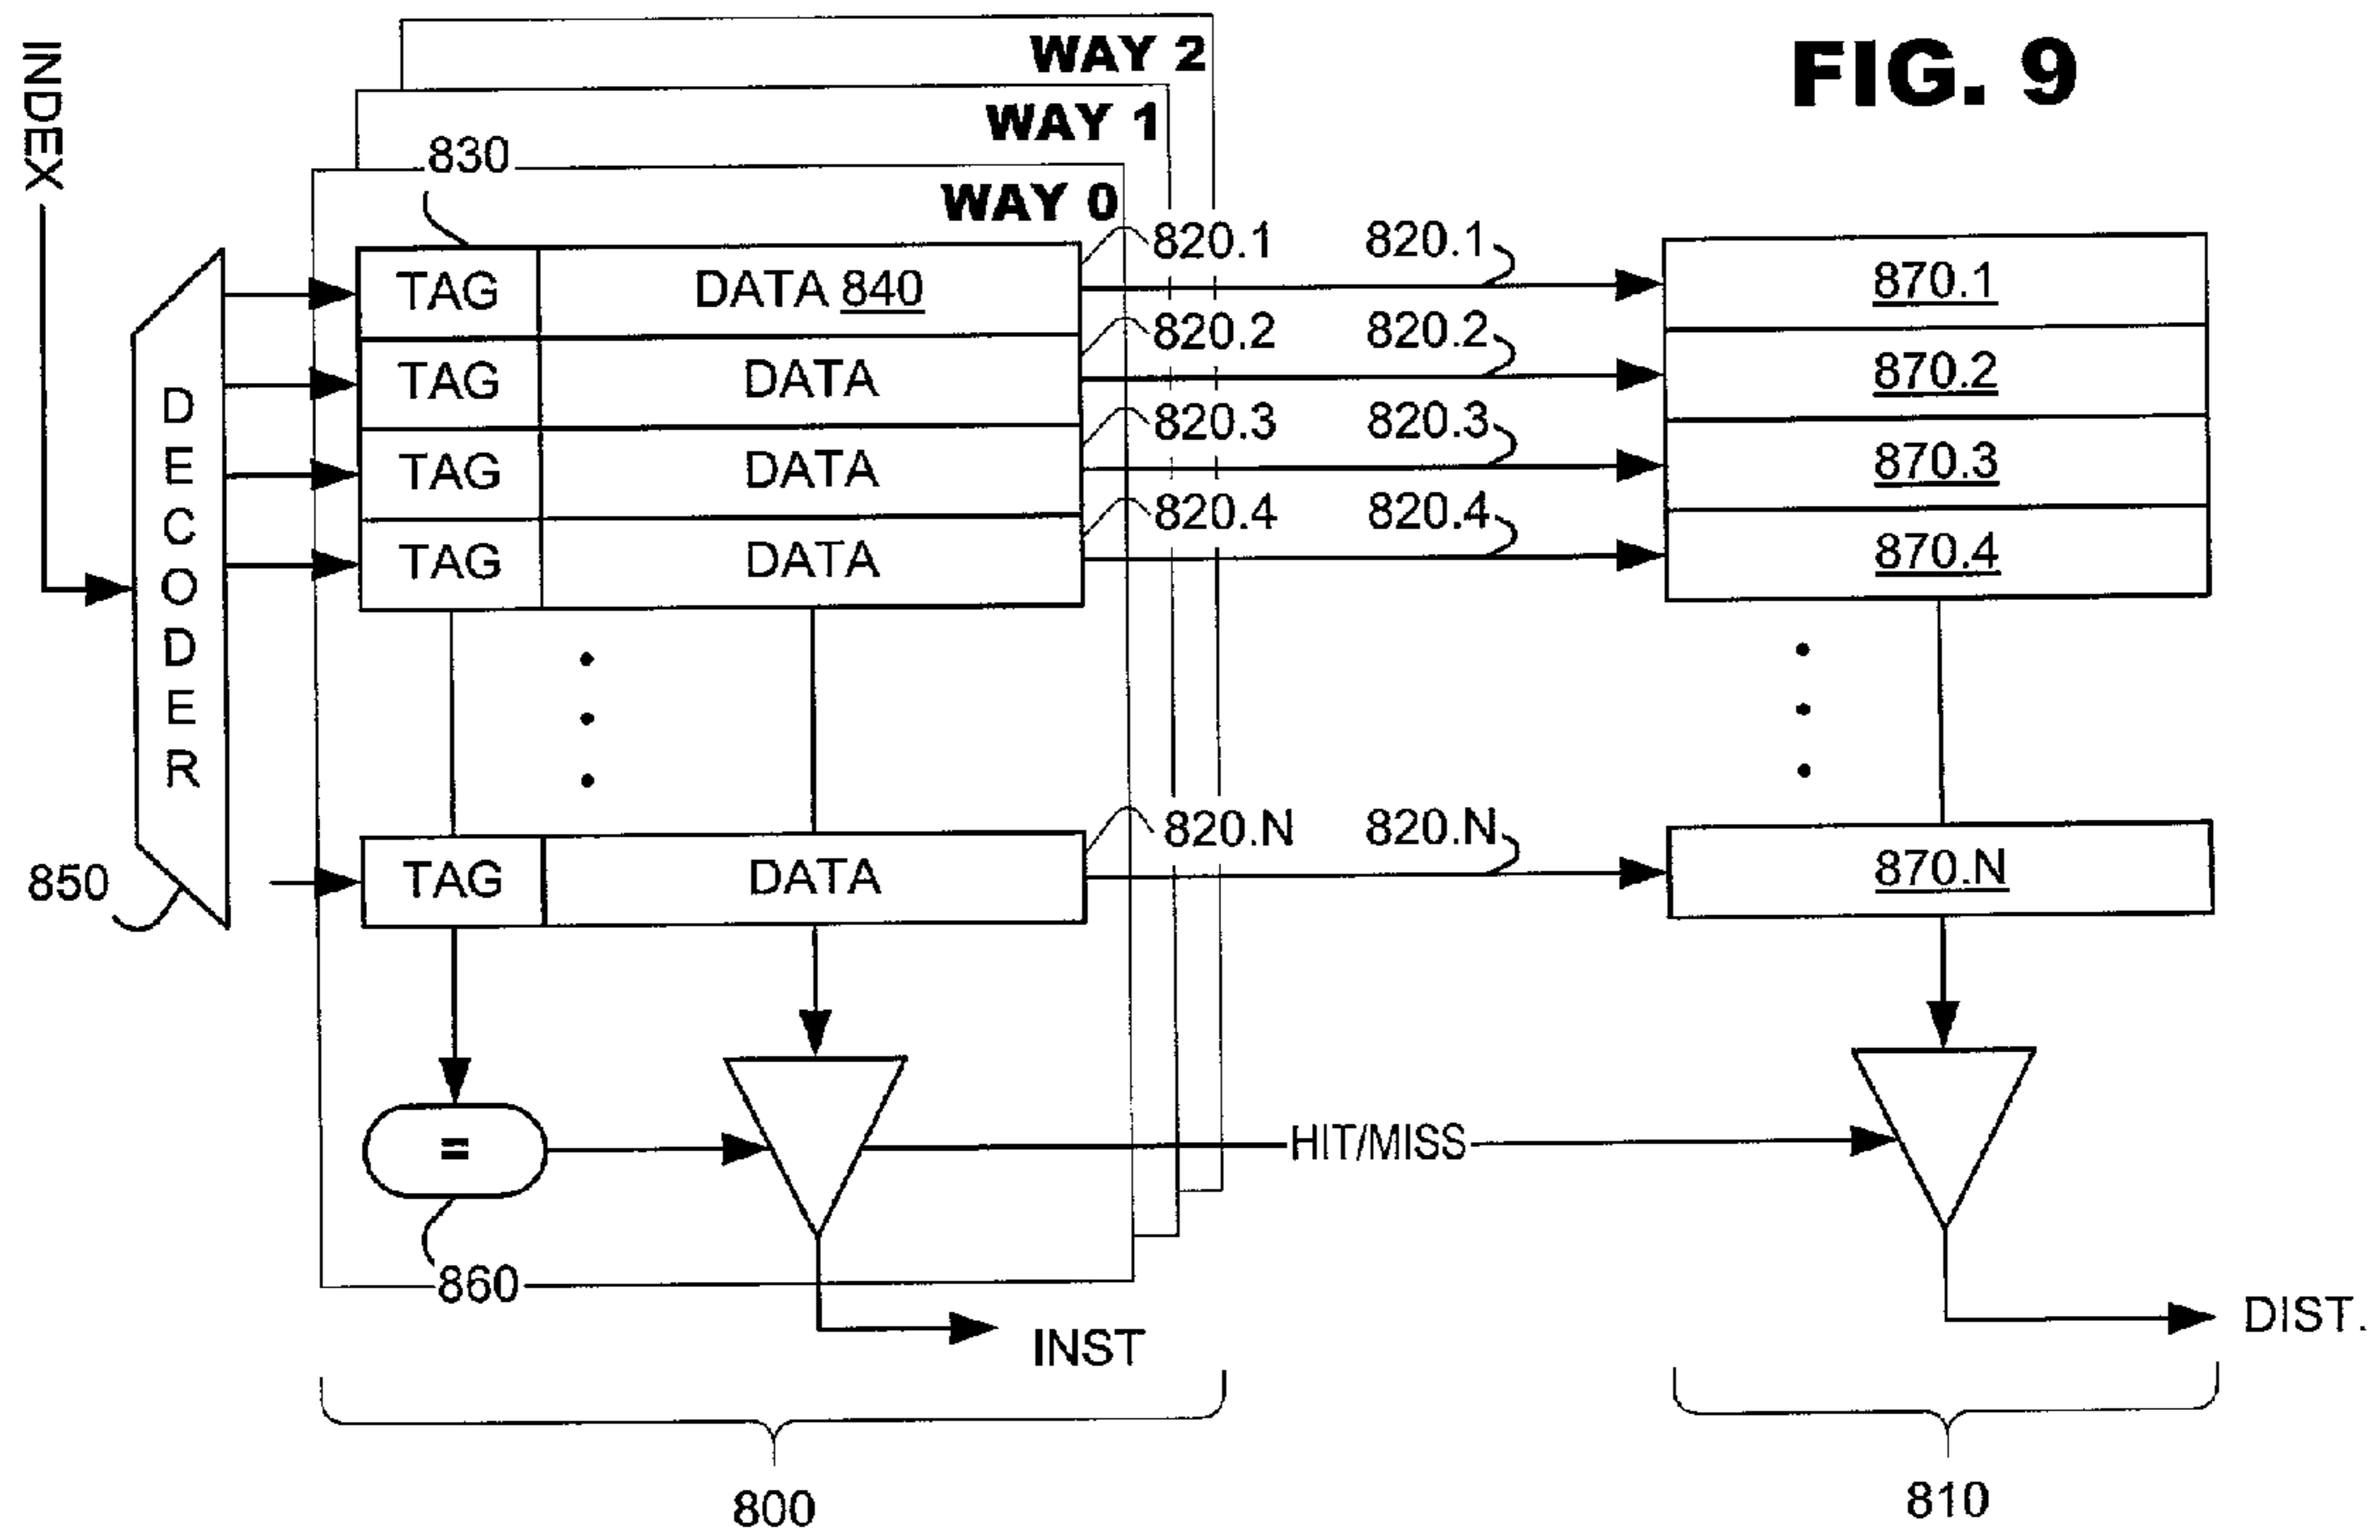 FIG. 9
INDEX
WAY 2
WAY 1
830
WAY 0
TAG DATA 840 820.1 820.1 870.1
TAG DATA 820.2 820.2 870.2
TAG DATA 820.3 820.3 870.3
TAG DATA 820.4 820.4 870.4
DECODER
TAG DATA 820.N 820.N 870.N
850
= HIT/MISS
860
INST DIST.
800 810